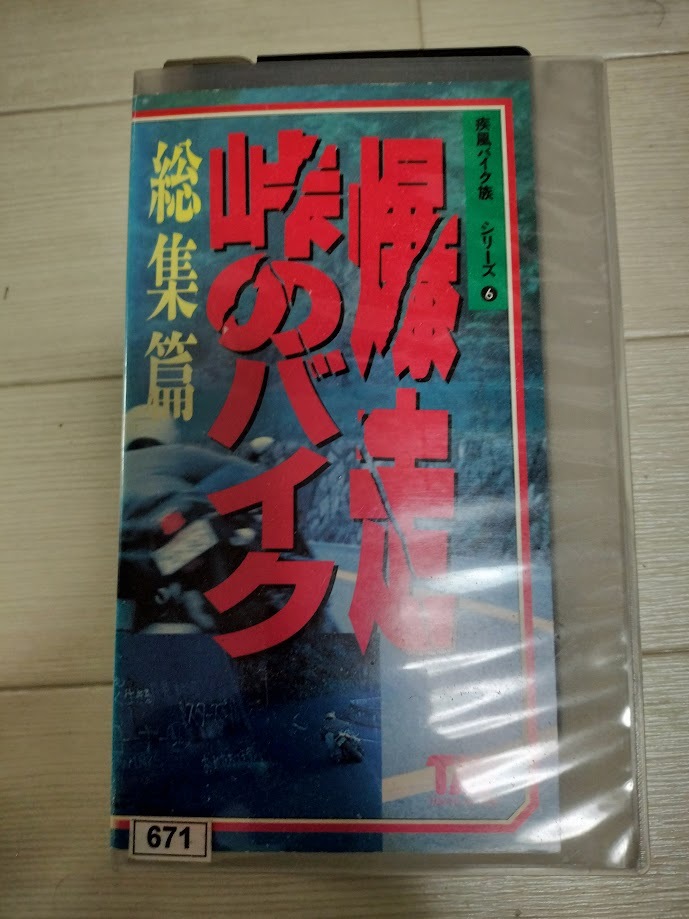 疾風バイク族 シリーズ❻
爆走
峠のバイク
総集篇
671